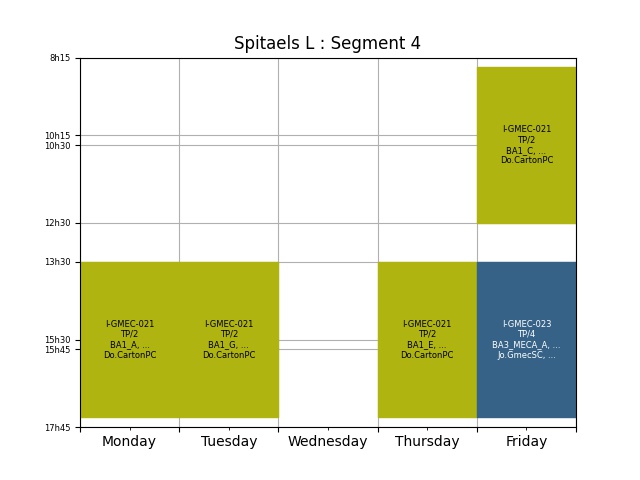 Spitaels L : Segment 4
8h15
10h15
10h30
12h30
13h30
15h30
15h45
17h45
I-GMEC-021
TP/2
BA1_C, ...
Do.CartonPC
I-GMEC-021
TP/2
BA1_A, ...
Do.CartonPC
I-GMEC-021
TP/2
BA1_G, ...
Do.CartonPC
I-GMEC-021
TP/2
BA1_E, ...
Do.CartonPC
I-GMEC-023
TP/4
BA3_MECA_A, ...
Jo.GmecSC, ...
Monday
Tuesday
Wednesday
Thursday
Friday